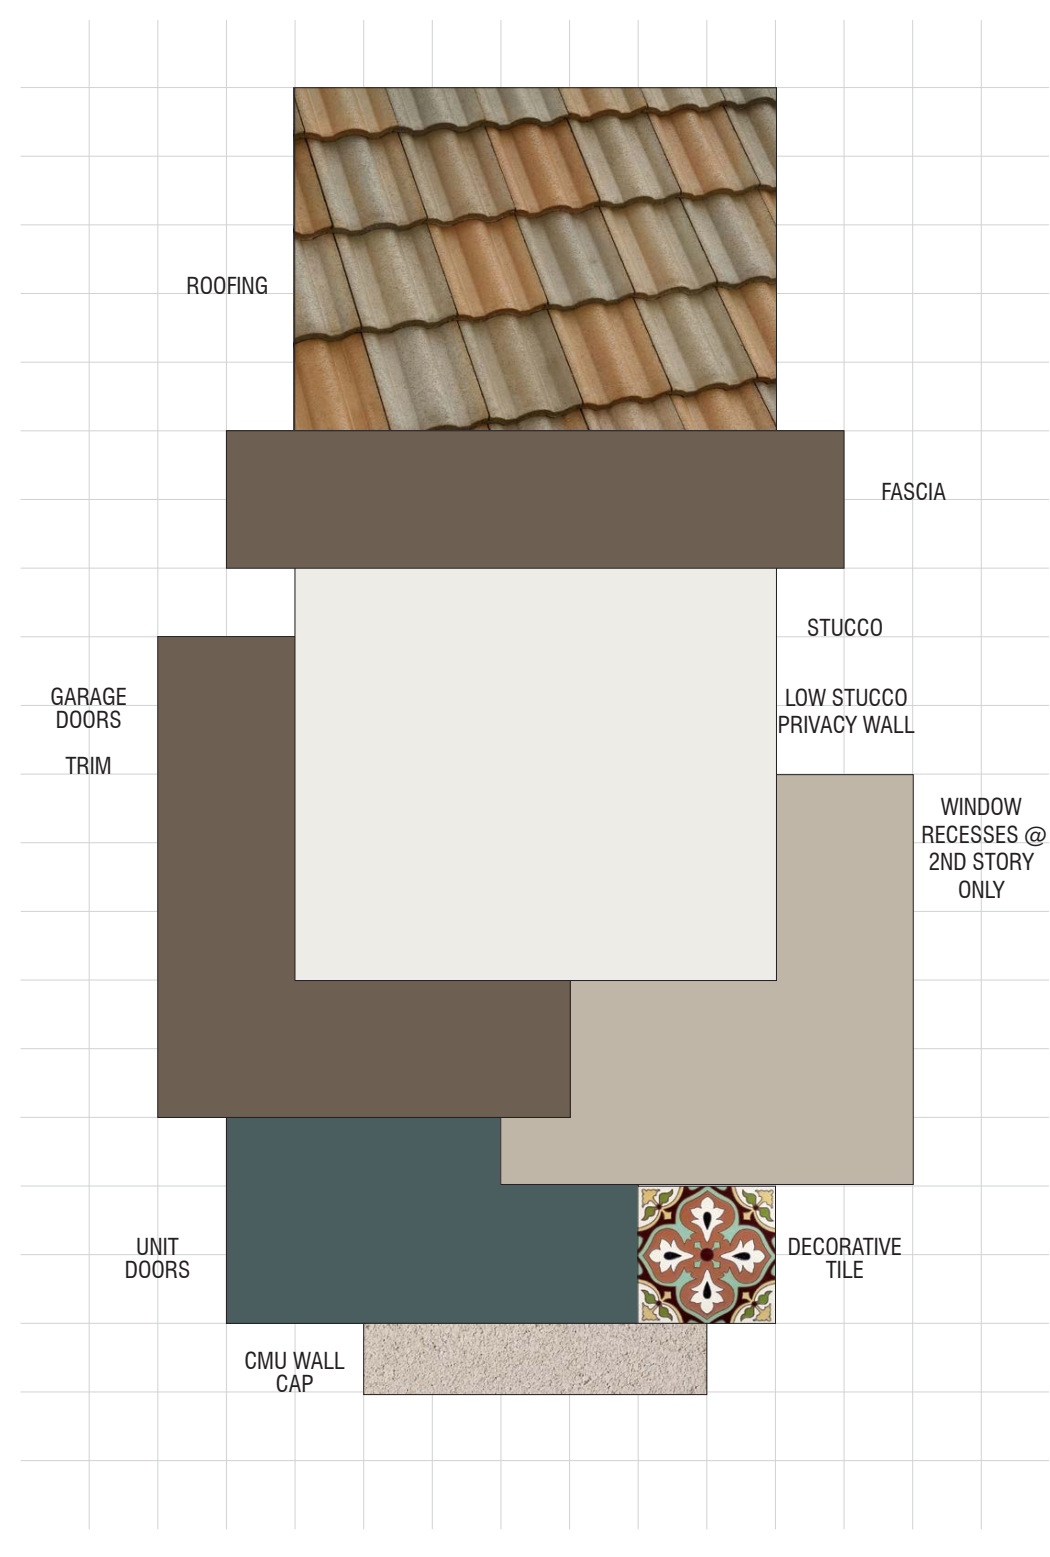 ROOFING
FASCIA
STUCCO
LOW STUCCO
PRIVACY WALL
GARAGE
DOORS
TRIM
WINDOW
RECESSES @
2ND STORY
ONLY
UNIT
DOORS
DECORATIVE
TILE
CMU WALL
CAP